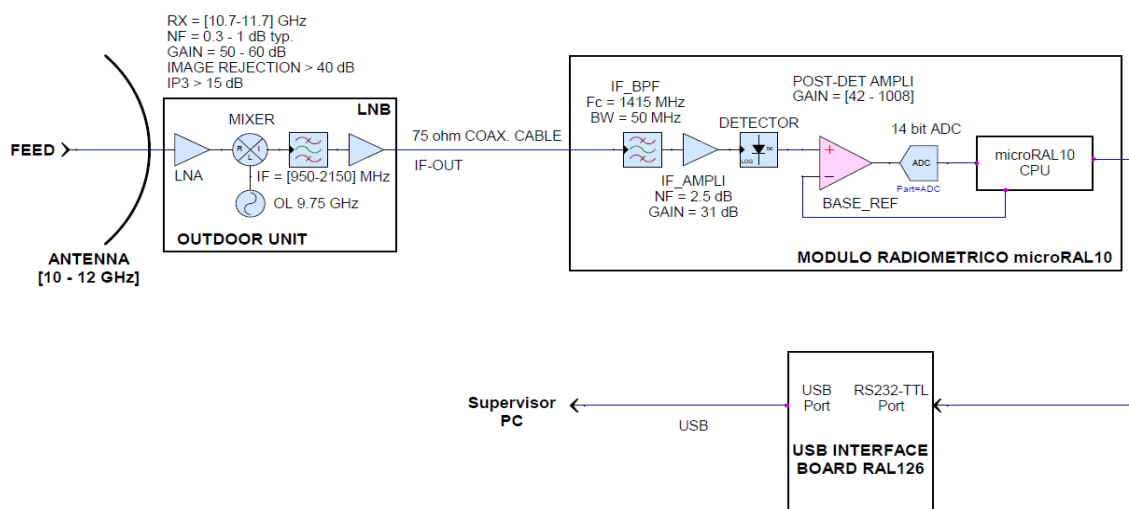 RX = [10.7-11.7] GHz
NF = 0.3 - 1 dB typ.
GAIN = 50 - 60 dB
IMAGE REJECTION > 40 dB
IP3 > 15 dB
LNB
MIXER
R
I
L
FEED
LNA
IF = [950-2150] MHz
OL 9.75 GHz
OUTDOOR UNIT
ANTENNA
[10 - 12 GHz]
75 ohm COAX. CABLE
IF-OUT
IF_BPF
Fc = 1415 MHz
BW = 50 MHz
IF_AMPLI
NF = 2.5 dB
GAIN = 31 dB
DETECTOR
DC
LOG
POST-DET AMPLI
GAIN = [42 - 1008]
+
−
BASE_REF
14 bit ADC
ADC
Part=ADC
microRAL10
CPU
MODULO RADIOMETRICO microRAL10
Supervisor
PC
USB
USB
Port
RS232-TTL
Port
USB INTERFACE
BOARD RAL126